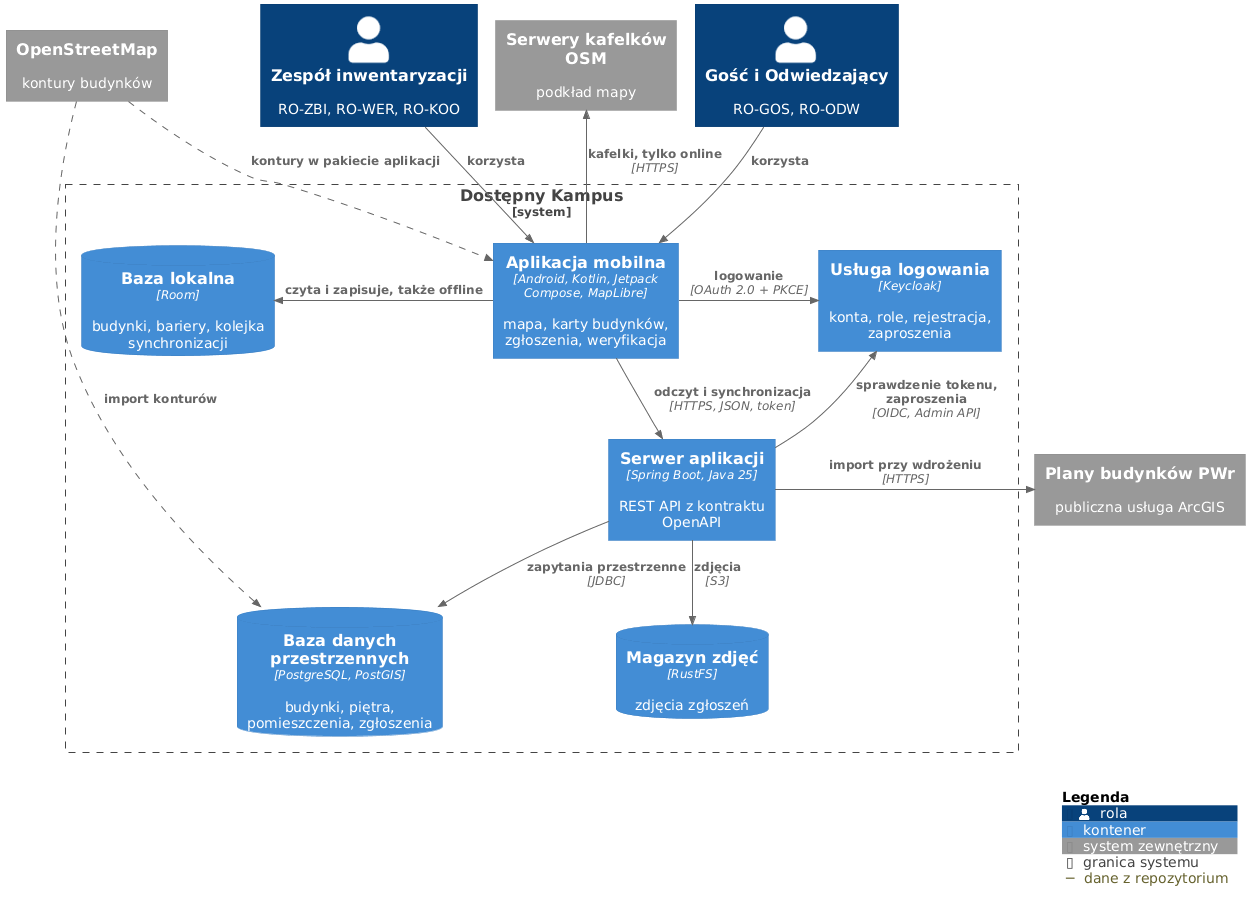 OpenStreetMap
kontury budynków
Zespół inwentaryzacji
RO-ZBI, RO-WER, RO-KOO
Serwery kafelków
OSM
podkład mapy
Gość i Odwiedzający
RO-GOS, RO-ODW
kontury w pakiecie aplikacji
korzysta
kafelki, tylko online
[HTTPS]
korzysta
Dostępny Kampus
[system]
Baza lokalna
[Room]
budynki, bariery, kolejka
synchronizacji
czyta i zapisuje, także offline
Aplikacja mobilna
[Android, Kotlin, Jetpack
Compose, MapLibre]
mapa, karty budynków,
zgłoszenia, weryfikacja
logowanie
[OAuth 2.0 + PKCE]
Usługa logowania
[Keycloak]
konta, role, rejestracja,
zaproszenia
import konturów
odczyt i synchronizacja
[HTTPS, JSON, token]
sprawdzenie tokenu,
zaproszenia
[OIDC, Admin API]
Serwer aplikacji
[Spring Boot, Java 25]
REST API z kontraktu
OpenAPI
import przy wdrożeniu
[HTTPS]
Plany budynków PWr
publiczna usługa ArcGIS
zapytania przestrzenne
[JDBC]
zdjęcia
[S3]
Baza danych
przestrzennych
[PostgreSQL, PostGIS]
budynki, piętra,
pomieszczenia, zgłoszenia
Magazyn zdjęć
[RustFS]
zdjęcia zgłoszeń
Legenda
rola
kontener
system zewnętrzny
granica systemu
dane z repozytorium